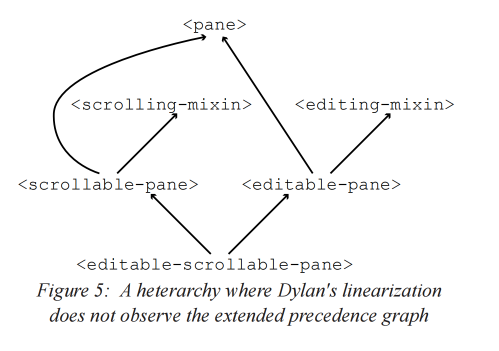 <pane>
<scrolling-mixin> <editing-mixin>
<scrollable-pane> <editable-pane>
<editable-scrollable-pane>
Figure 5: A heterarchy where Dylan's linearization
does not observe the extended precedence graph